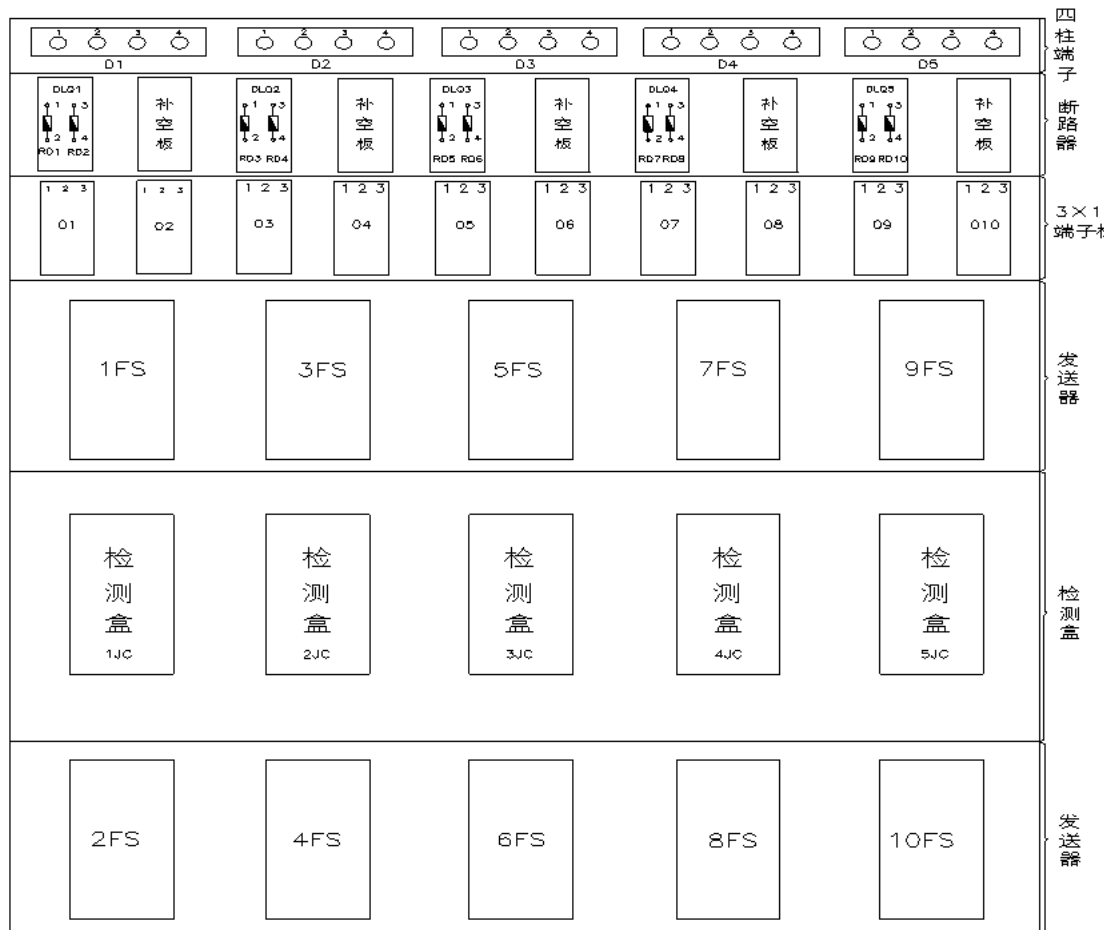 1 2 3 4 1 2 3 4 1 2 3 4 1 2 3 4 1 2 3 4
D1 D2 D3 D4 D5
四柱端子
DLQ1 补空板 DLQ2 补空板 DLQ3 补空板 DLQ4 补空板 DLQ5 补空板
1 3 1 3 1 3 1 3 1 3
2 4 2 4 2 4 2 4 2 4
RD1 RD2 RD3 RD4 RD5 RD6 RD7 RD8 RD9 RD10
断路器
1 2 3 1 2 3 1 2 3 1 2 3 1 2 3 1 2 3 1 2 3 1 2 3 1 2 3 1 2 3
01 02 03 04 05 06 07 08 09 010
3×1
端子
1FS 3FS 5FS 7FS 9FS
发送器
检测盒 检测盒 检测盒 检测盒 检测盒
1JC 2JC 3JC 4JC 5JC
检测盒
2FS 4FS 6FS 8FS 10FS
发送器